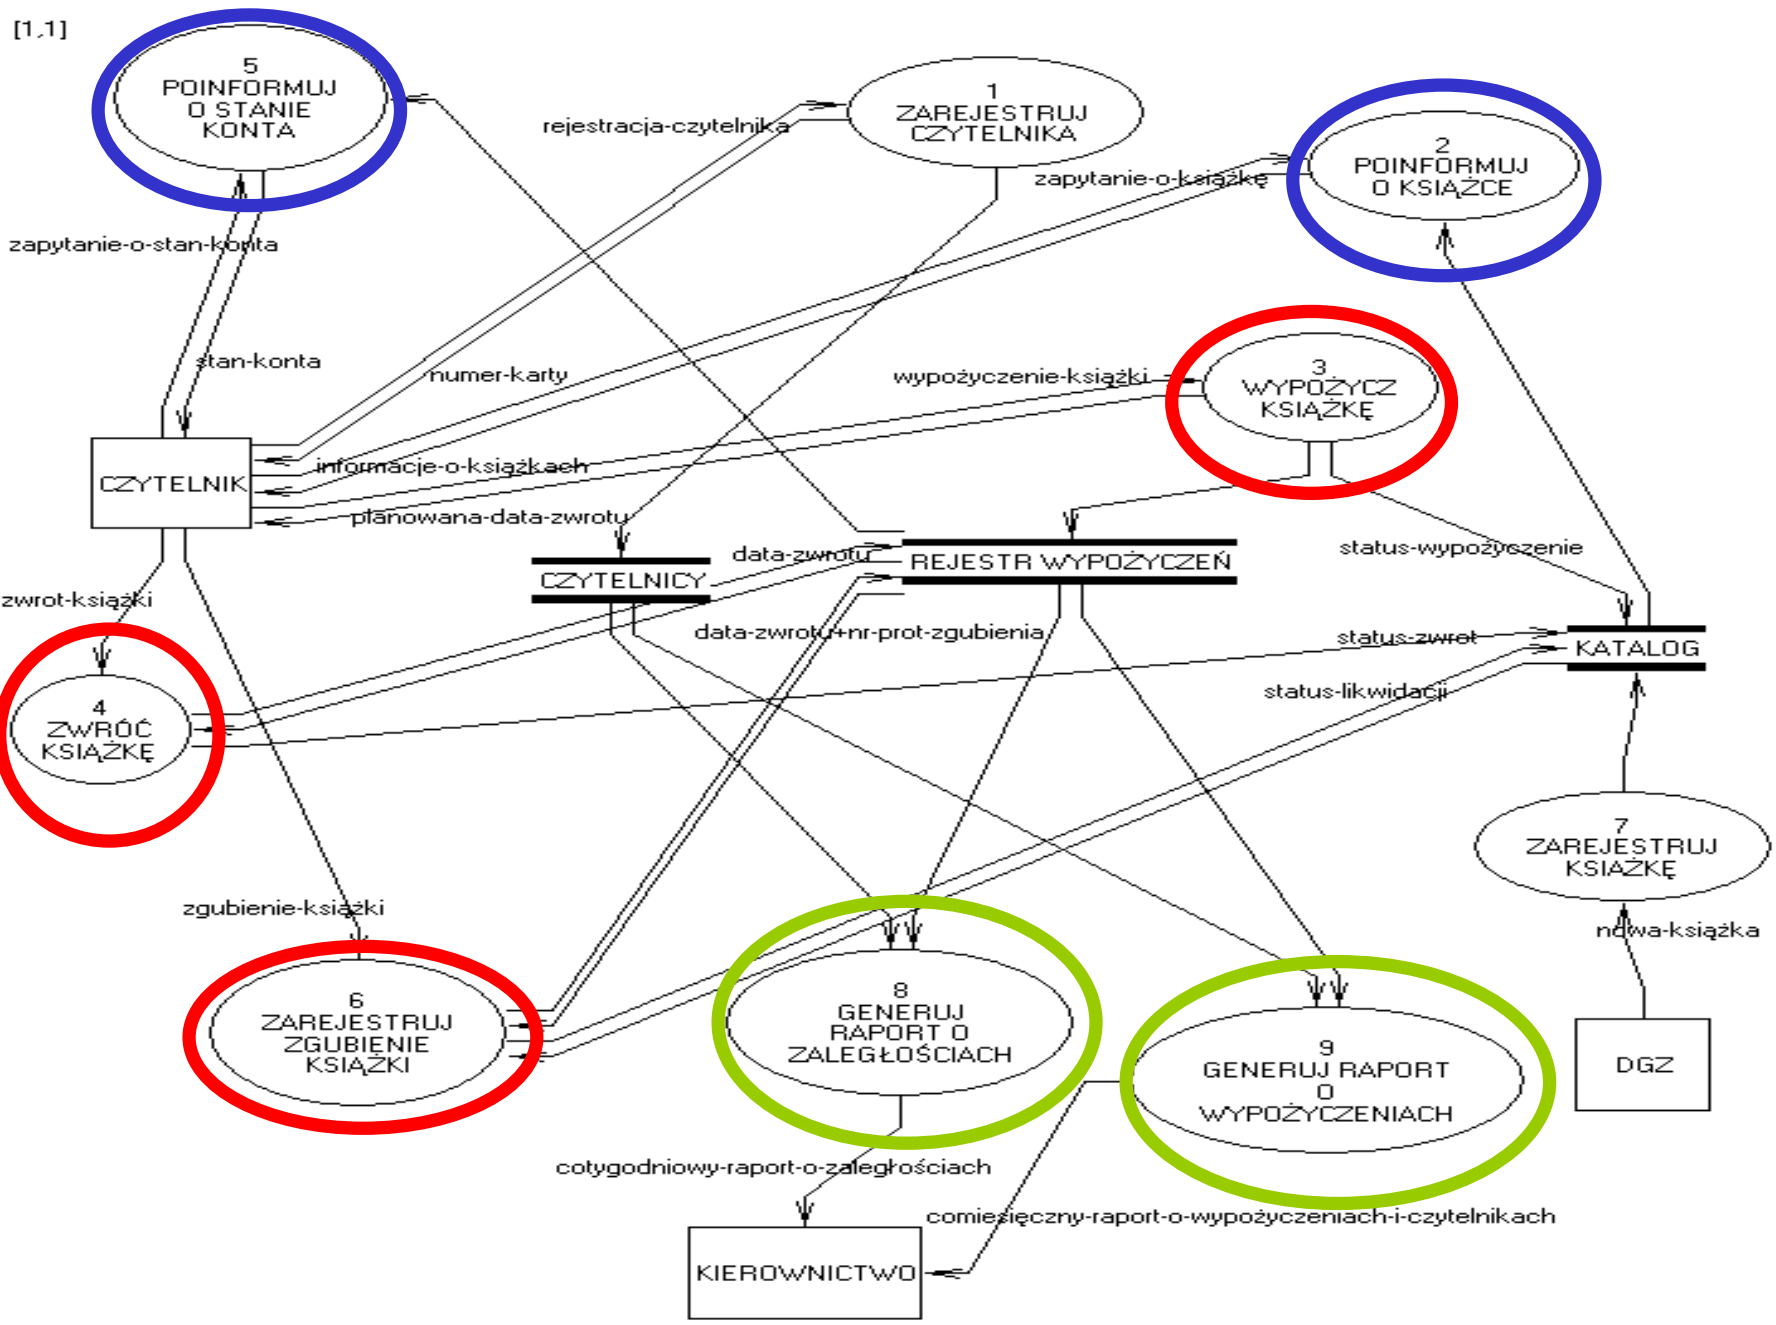 [1,1]
5
POINFORMUJ
O STANIE
KONTA
1
ZAREJESTRUJ
CZYTELNIKA
rejestracja-czytelnika
2
POINFORMUJ
O KSIĄŻCE
zapytanie-o-książkę
zapytanie-o-stan-konta
stan-konta
numer-karty
wypożyczenie-książki
3
WYPOŻYCZ
KSIĄŻKĘ
informacje-o-książkach
CZYTELNIK
planowana-data-zwrotu
data-zwrotu
REJESTR WYPOŻYCZEŃ
status-wypożyczenie
CZYTELNICY
zwrot-książki
data-zwrotu+nr-prot-zgubienia
status-zwrot
KATALOG
status-likwidacji
4
ZWRÓĆ
KSIĄŻKĘ
7
ZAREJESTRUJ
KSIAŻKĘ
zgubienie-książki
nowa-książka
6
ZAREJESTRUJ
ZGUBIENIE
KSIĄŻKI
8
GENERUJ
RAPORT O
ZALEGŁOŚCIACH
9
GENERUJ RAPORT
O
WYPOŻYCZENIACH
DGZ
cotygodniowy-raport-o-zaległościach
comiesięczny-raport-o-wypożyczeniach-i-czytelnikach
KIEROWNICTWO